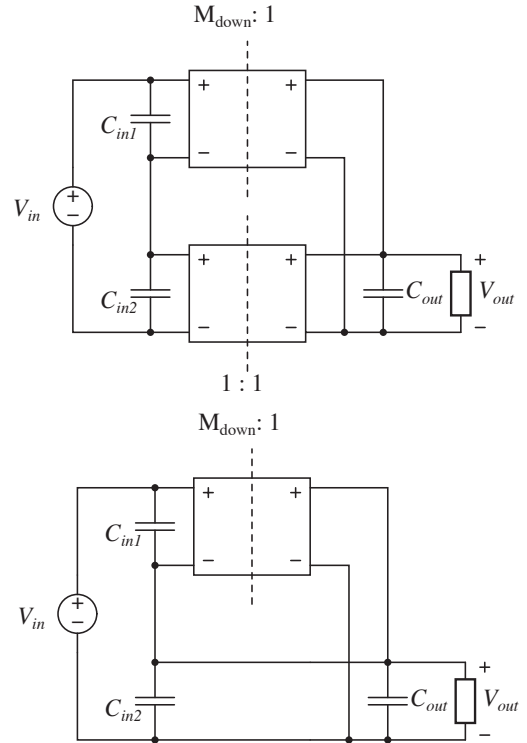 M_down: 1
+ +
C_in1
− −
+
V_in
−
+ + +
C_in2 C_out V_out
− − −
1 : 1
M_down: 1
+ +
C_in1
− −
+
V_in
−
+
C_in2 C_out V_out
−